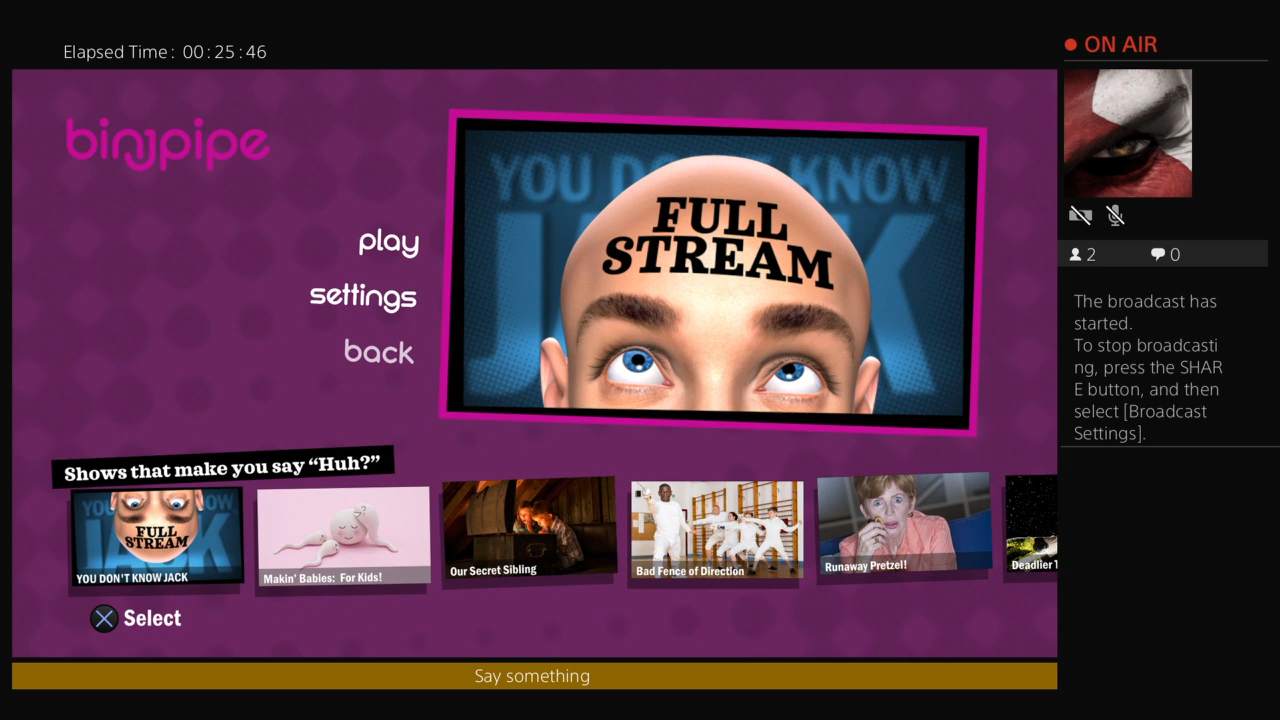 Elapsed Time: 00:25:46
ON AIR
binjpipe
YOU DON'T KNOW
JACK
FULL
STREAM
play
settings
back
2
0
The broadcast has
started.
To stop broadcasti
ng, press the SHAR
E button, and then
select [Broadcast
Settings].
Shows that make you say “Huh?”
FULL
STREAM
YOU DON'T KNOW JACK
Makin' Babies: For Kids!
Our Secret Sibling
Bad Fence of Direction
Runaway Pretzel!
Deadlier
Select
Say something